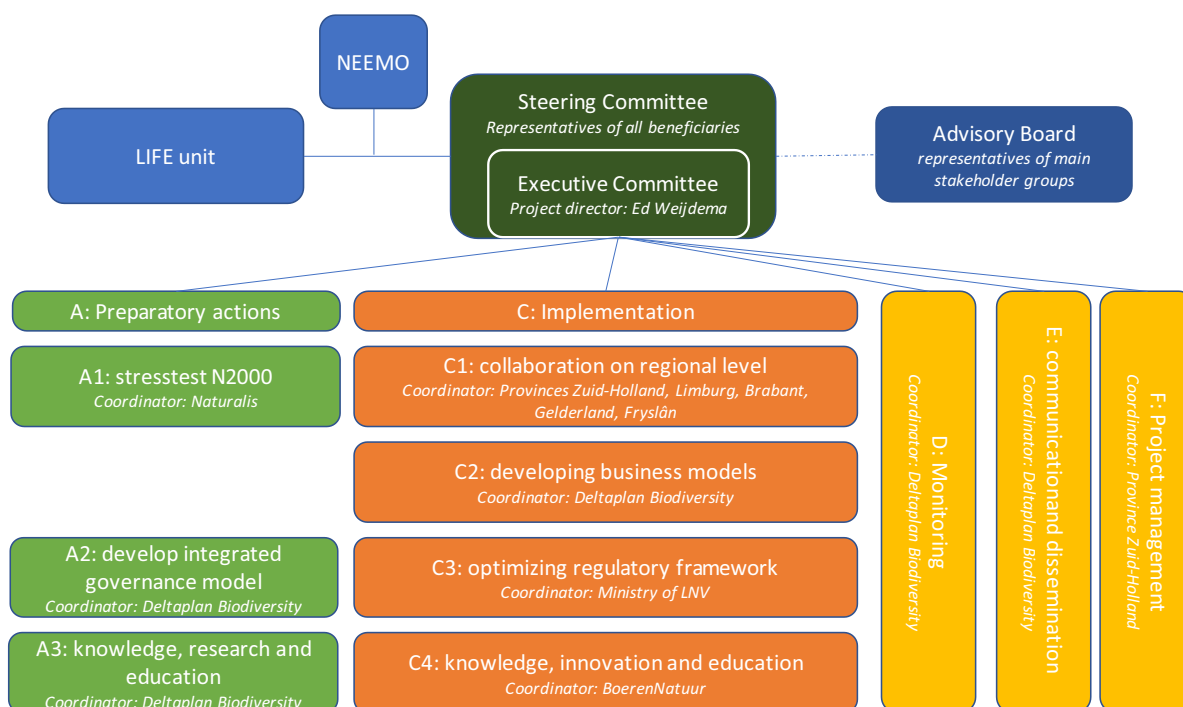 NEEMO
LIFE unit
Steering Committee
Representatives of all beneficiaries
Executive Committee
Project director: Ed Weijdema
Advisory Board
representatives of main
stakeholder groups
A: Preparatory actions
A1: stresstest N2000
Coordinator: Naturalis
A2: develop integrated
governance model
Coordinator: Deltaplan Biodiversity
A3: knowledge, research and
education
Coordinator: Deltaplan Biodiversity
C: Implementation
C1: collaboration on regional level
Coordinator: Provinces Zuid-Holland, Limburg, Brabant,
Gelderland, Fryslân
C2: developing business models
Coordinator: Deltaplan Biodiversity
C3: optimizing regulatory framework
Coordinator: Ministry of LNV
C4: knowledge, innovation and education
Coordinator: BoerenNatuur
D: Monitoring
Coordinator: Deltaplan Biodiversity
E: communicationand dissemination
Coordinator: Deltaplan Biodiversity
F: Project management
Coordinator: Province Zuid-Holland